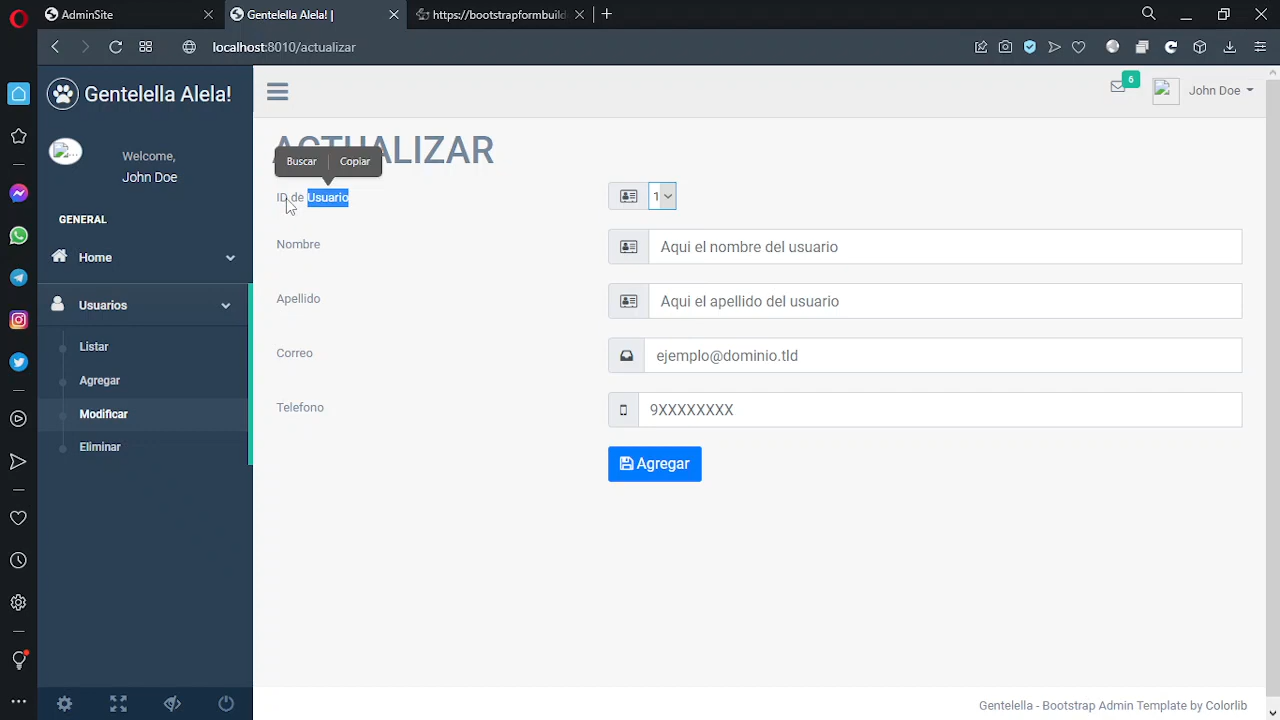 AdminSite
Gentelella Alela! |
https://bootstrapformbuild
localhost:8010/actualizar
Gentelella Alela!
Welcome,
John Doe
GENERAL
Home
Usuarios
Listar
Agregar
Modificar
Eliminar
6
John Doe
ACTUALIZAR
Buscar
Copiar
ID de Usuario
1
Nombre
Aqui el nombre del usuario
Apellido
Aqui el apellido del usuario
Correo
ejemplo@dominio.tld
Telefono
9XXXXXXXX
Agregar
Gentelella - Bootstrap Admin Template by Colorlib